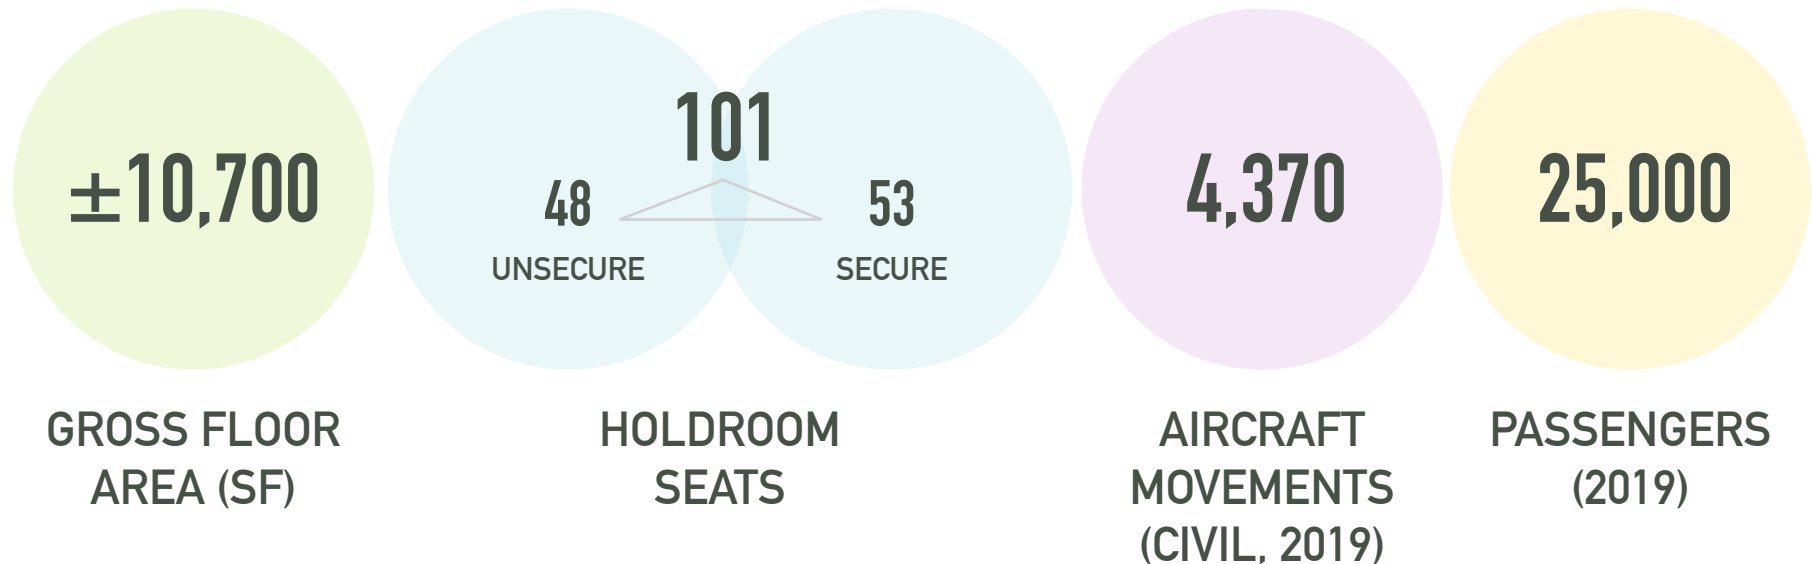 ±10,700
GROSS FLOOR
AREA (SF)
101
48
53
UNSECURE
SECURE
HOLDROOM
SEATS
4,370
AIRCRAFT
MOVEMENTS
(CIVIL, 2019)
25,000
PASSENGERS
(2019)